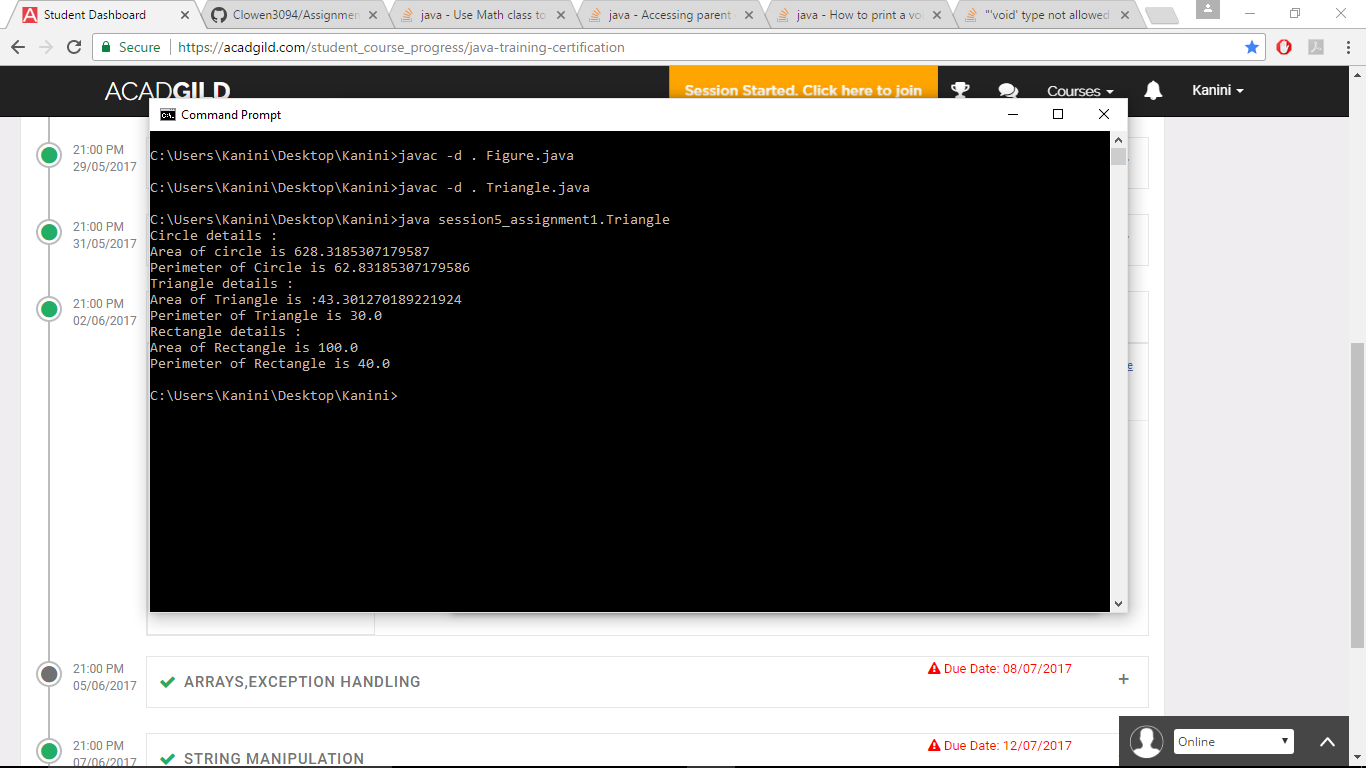 Student Dashboard
Clowen3094/Assignmen
java - Use Math class to
java - Accessing parent
java - How to print a vo
"'void' type not allowed
Secure
https://acadgild.com/student_course_progress/java-training-certification
ACADGILD
Session Started. Click here to join
Courses
Kanini
Command Prompt
21:00 PM
29/05/2017
21:00 PM
31/05/2017
21:00 PM
02/06/2017
C:\Users\Kanini\Desktop\Kanini>javac -d . Figure.java
C:\Users\Kanini\Desktop\Kanini>javac -d . Triangle.java
C:\Users\Kanini\Desktop\Kanini>java session5_assignment1.Triangle
Circle details :
Area of circle is 628.3185307179587
Perimeter of Circle is 62.83185307179586
Triangle details :
Area of Triangle is :43.301270189221924
Perimeter of Triangle is 30.0
Rectangle details :
Area of Rectangle is 100.0
Perimeter of Rectangle is 40.0
C:\Users\Kanini\Desktop\Kanini>
e
21:00 PM
05/06/2017
ARRAYS,EXCEPTION HANDLING
Due Date: 08/07/2017
+
21:00 PM
07/06/2017
STRING MANIPULATION
Due Date: 12/07/2017
Online